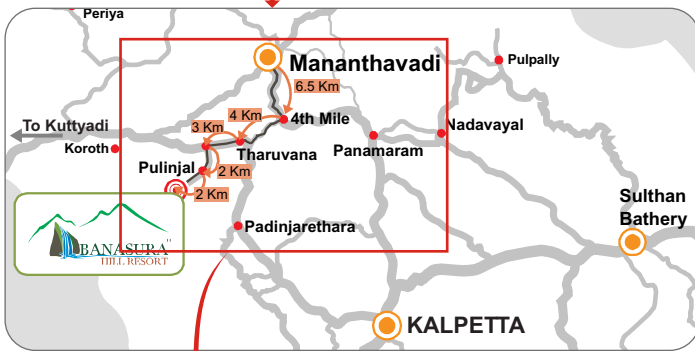 Periya
Mananthavadi
Pulpally
6.5 Km
4 Km
4th Mile
3 Km
To Kuttyadi
Nadavayal
Koroth
Tharuvana
Panamaram
Pulinjal
2 Km
2 Km
Sulthan
Bathery
Padinjarethara
BANASURA
HILL RESORT
KALPETTA